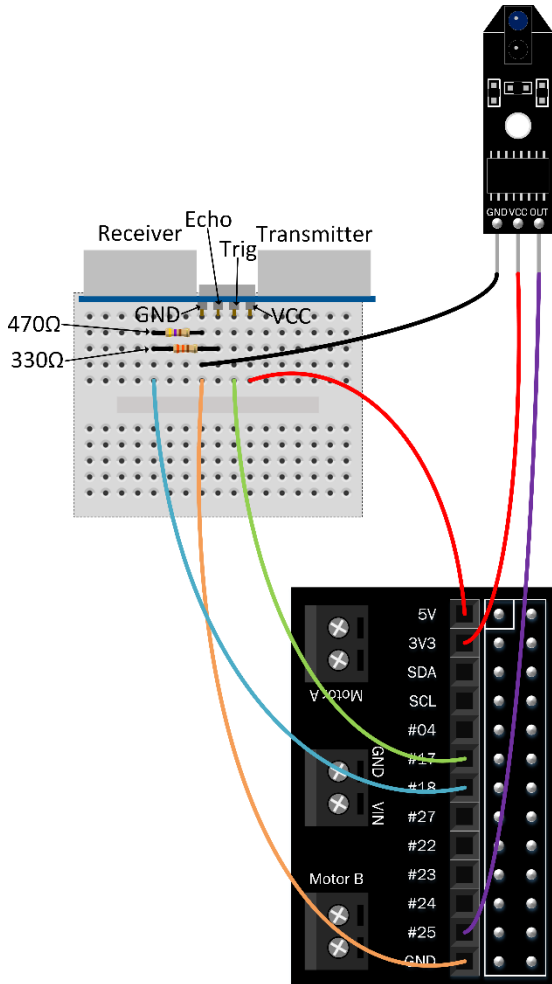 GND VCC OUT
Echo
Receiver
Transmitter
Trig
GND
VCC
470Ω
330Ω
5V
3V3
SDA
Motor A
SCL
#04
#17
GND
#18
VIN
#27
#22
#23
Motor B
#24
#25
GND